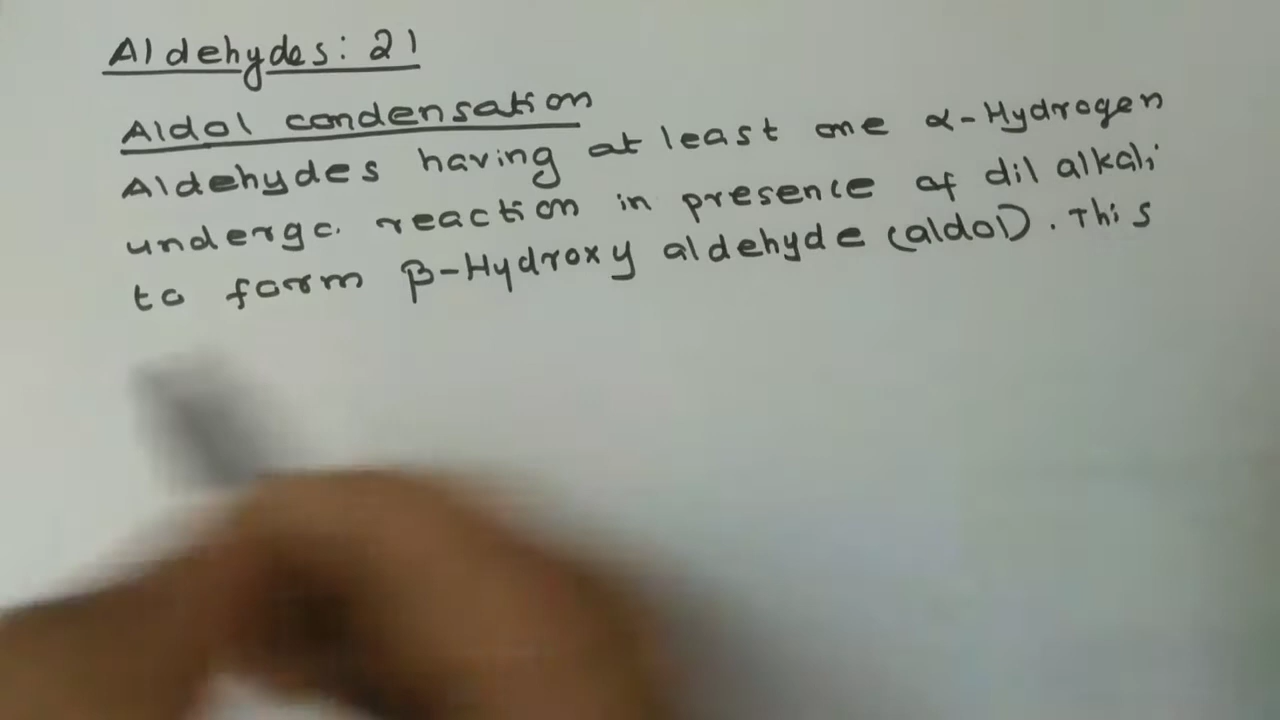 Aldehydes: 21
Aldol condensation
Aldehydes having at least one α-Hydrogen
undergo reaction in presence of dil alkali
to form β-Hydroxy aldehyde (aldol). This